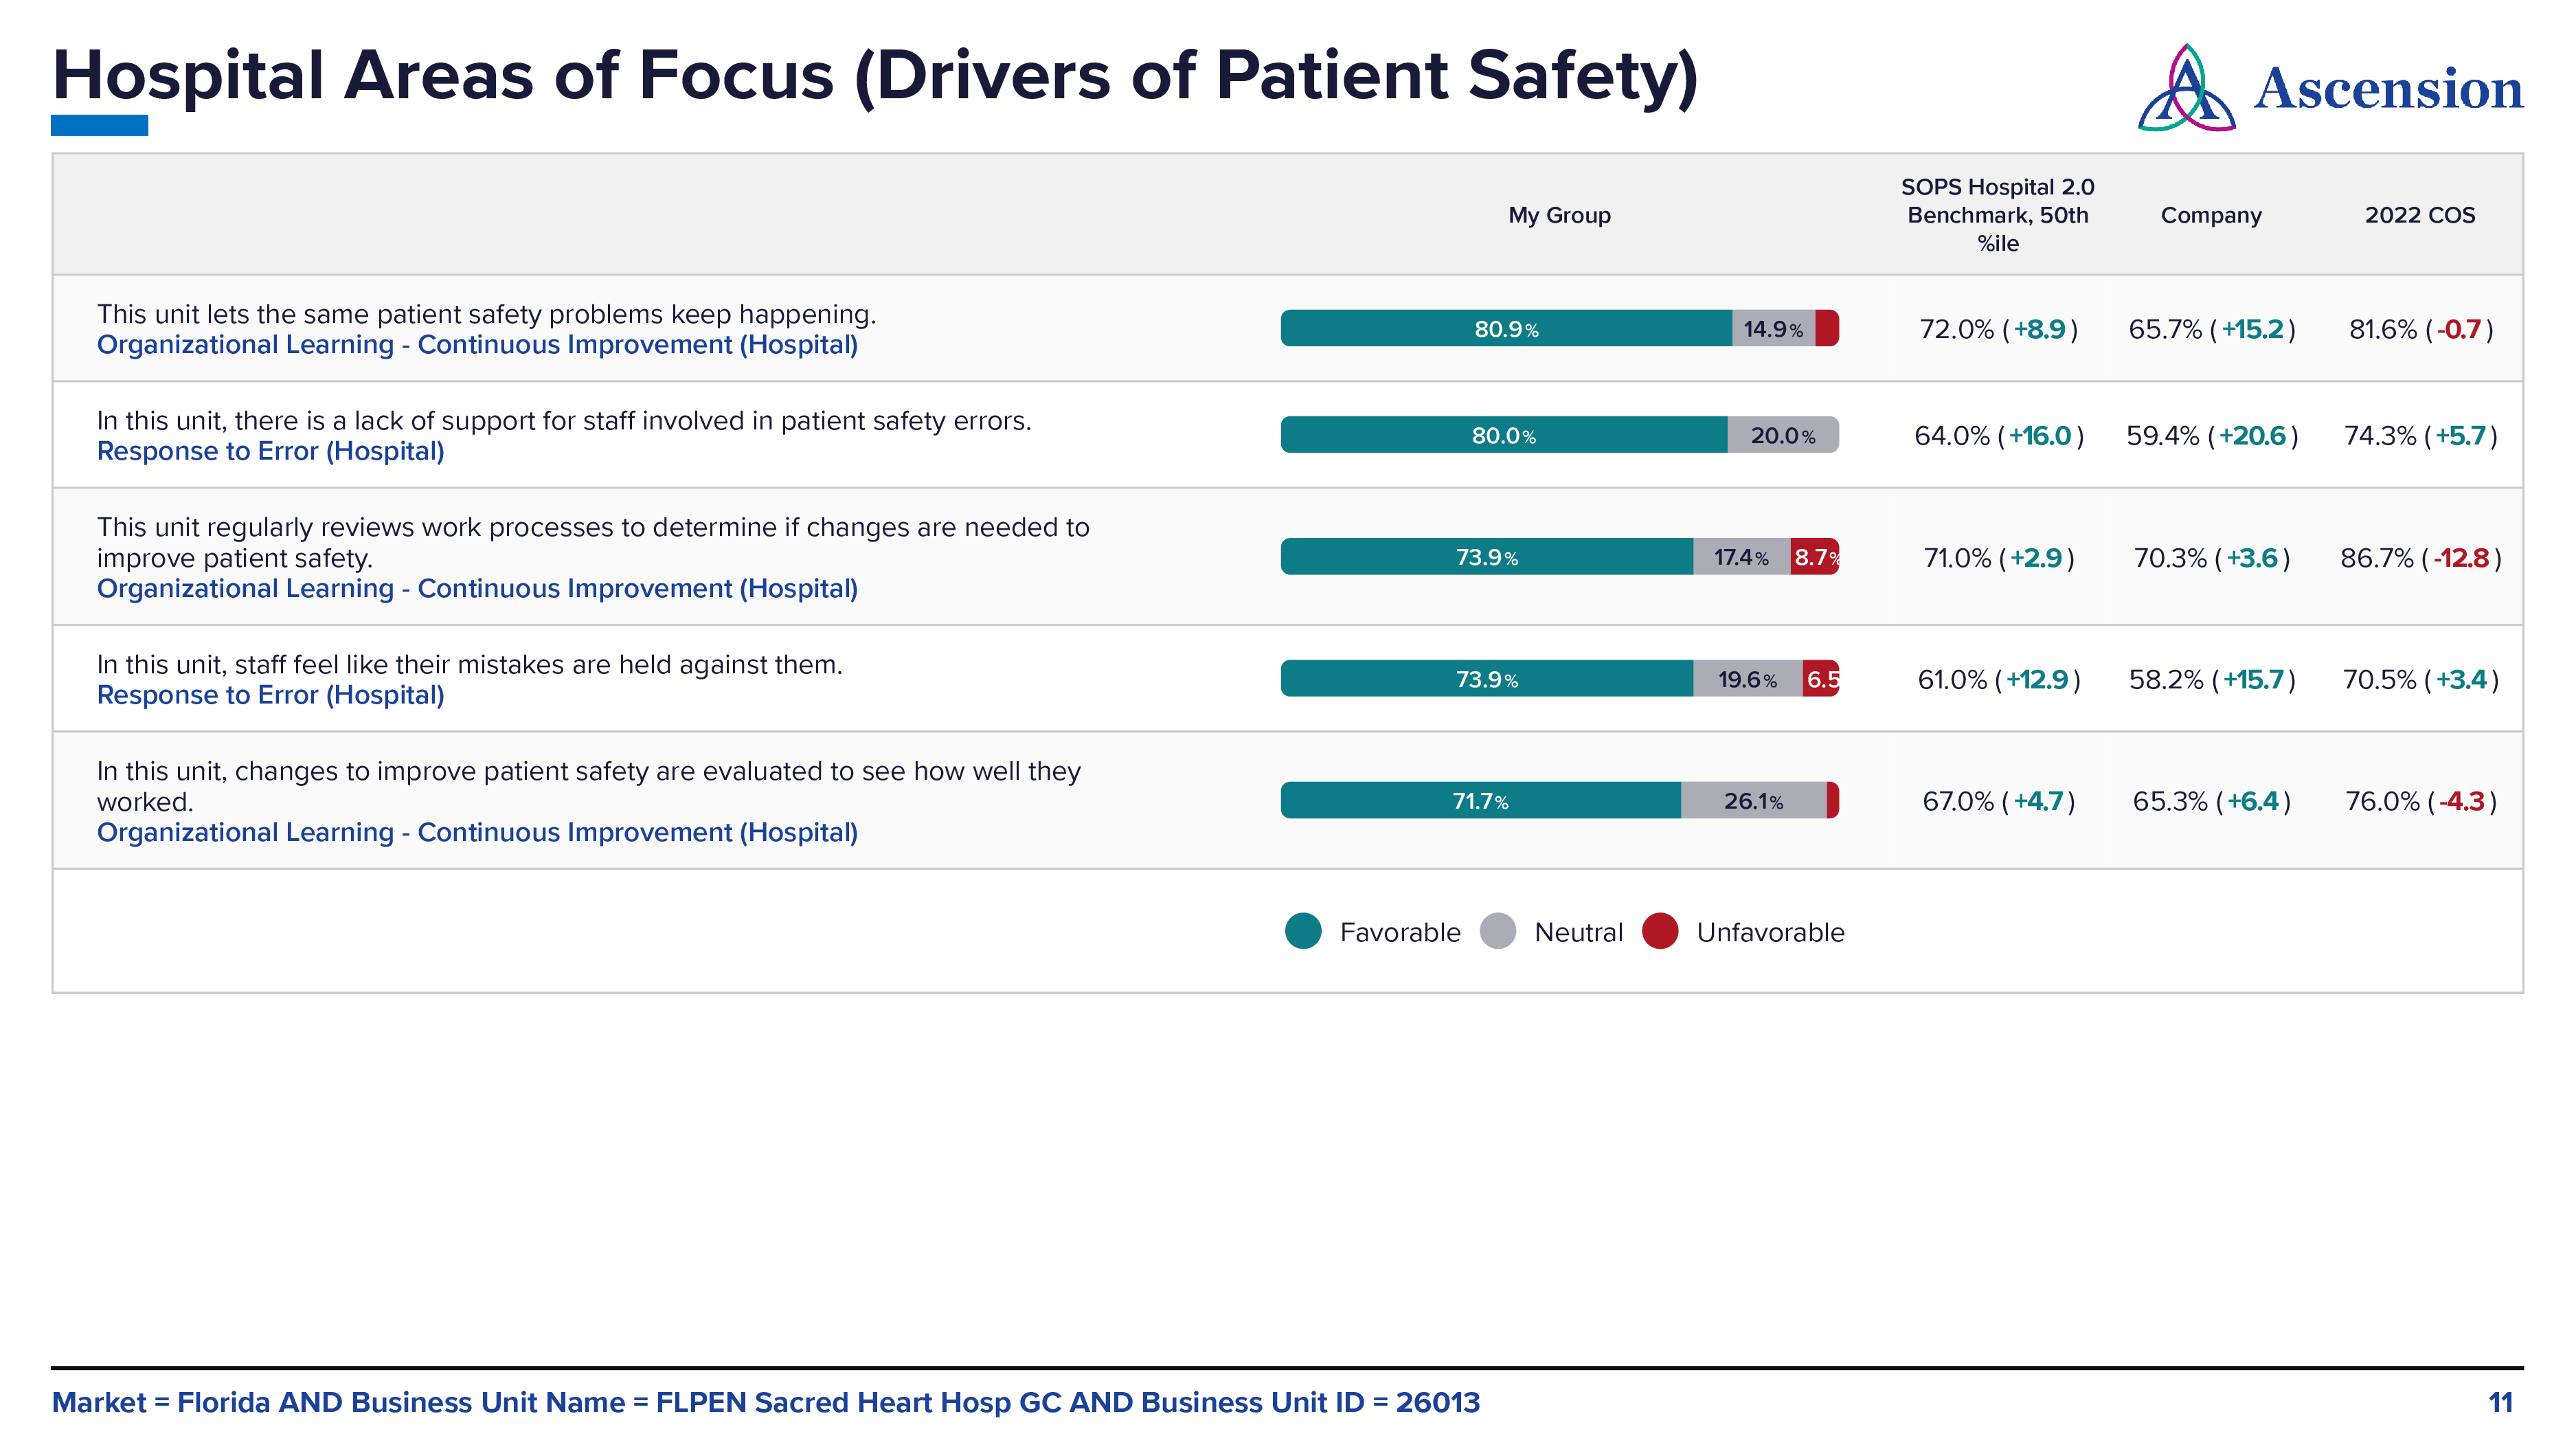 Hospital Areas of Focus (Drivers of Patient Safety)
Ascension
My Group
SOPS Hospital 2.0
Benchmark, 50th
%ile
Company
2022 COS
This unit lets the same patient safety problems keep happening.
Organizational Learning - Continuous Improvement (Hospital)
80.9% 14.9% 72.0% ( +8.9 ) 65.7% ( +15.2 ) 81.6% ( -0.7 )
In this unit, there is a lack of support for staff involved in patient safety errors.
Response to Error (Hospital)
80.0% 20.0% 64.0% ( +16.0 ) 59.4% ( +20.6 ) 74.3% ( +5.7 )
This unit regularly reviews work processes to determine if changes are needed to
improve patient safety.
Organizational Learning - Continuous Improvement (Hospital)
73.9% 17.4% 8.7% 71.0% ( +2.9 ) 70.3% ( +3.6 ) 86.7% ( -12.8 )
In this unit, staff feel like their mistakes are held against them.
Response to Error (Hospital)
73.9% 19.6% 6.5 61.0% ( +12.9 ) 58.2% ( +15.7 ) 70.5% ( +3.4 )
In this unit, changes to improve patient safety are evaluated to see how well they
worked.
Organizational Learning - Continuous Improvement (Hospital)
71.7% 26.1% 67.0% ( +4.7 ) 65.3% ( +6.4 ) 76.0% ( -4.3 )
Favorable Neutral Unfavorable
Market = Florida AND Business Unit Name = FLPEN Sacred Heart Hosp GC AND Business Unit ID = 26013
11